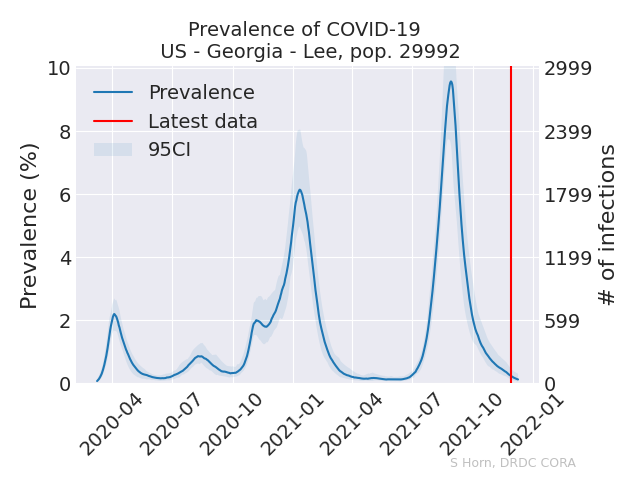 Prevalence of COVID-19
US - Georgia - Lee, pop. 29992
Prevalence (%)
10
8
6
4
2
0
Prevalence
Latest data
95CI
2999
2399
1799
1199
599
0
# of infections
2020-04
2020-07
2020-10
2021-01
2021-04
2021-07
2021-10
2022-01
S Horn, DRDC CORA